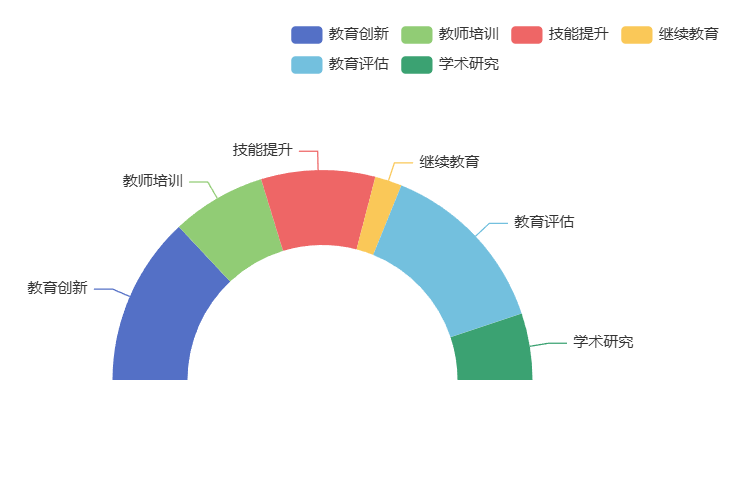 教育创新 教师培训 技能提升 继续教育
教育评估 学术研究
技能提升
继续教育
教师培训
教育评估
教育创新
学术研究